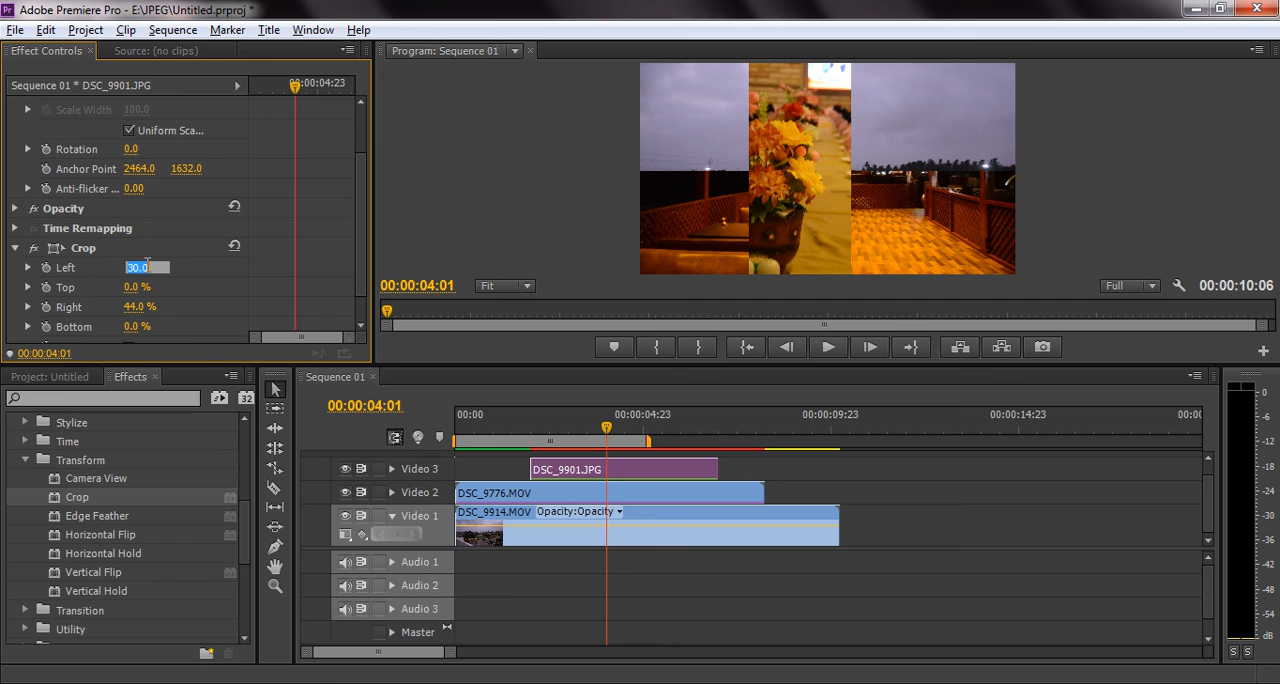 Pr Adobe Premiere Pro - E:\JPEG\Untitled.prproj *
File Edit Project Clip Sequence Marker Title Window Help
Effect Controls × Source: (no clips)
Program: Sequence 01
Sequence 01 * DSC_9901.JPG
00:00:04:23
Scale Width 100.0
Uniform Sca...
Rotation 0.0
Anchor Point 2464.0 1632.0
Anti-flicker ... 0.00
fx Opacity
Time Remapping
fx Crop
Left 30.0
Top 0.0 %
Right 44.0 %
Bottom 0.0 %
00:00:04:01
00:00:04:01 Fit Full 00:00:10:06
Project: Untitled Effects ×
32
Stylize
Time
Transform
Camera View
Crop
Edge Feather
Horizontal Flip
Horizontal Hold
Vertical Flip
Vertical Hold
Transition
Utility
Sequence 01 ×
00:00:04:01
00:00 00:00:04:23 00:00:09:23 00:00:14:23 00:00
Video 3 DSC_9901.JPG
Video 2 DSC_9776.MOV
Video 1 DSC_9914.MOV Opacity:Opacity
Audio 1
Audio 2
Audio 3
Master
0
-6
-12
-18
-24
-30
-36
-42
-48
-54
dB
S S